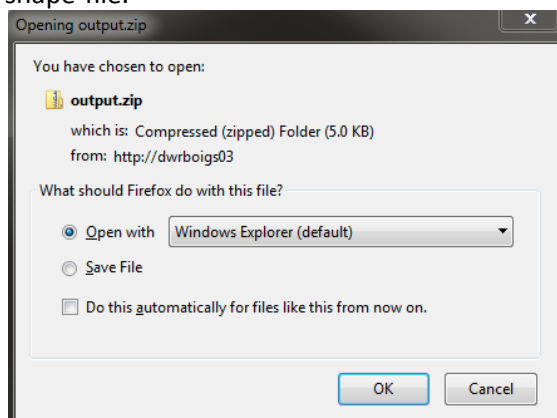 shape-file.
Opening output.zip
x
You have chosen to open:
output.zip
which is: Compressed (zipped) Folder (5.0 KB)
from: http://dwrboigs03
What should Firefox do with this file?
Open with Windows Explorer (default)
Save File
Do this automatically for files like this from now on.
OK Cancel